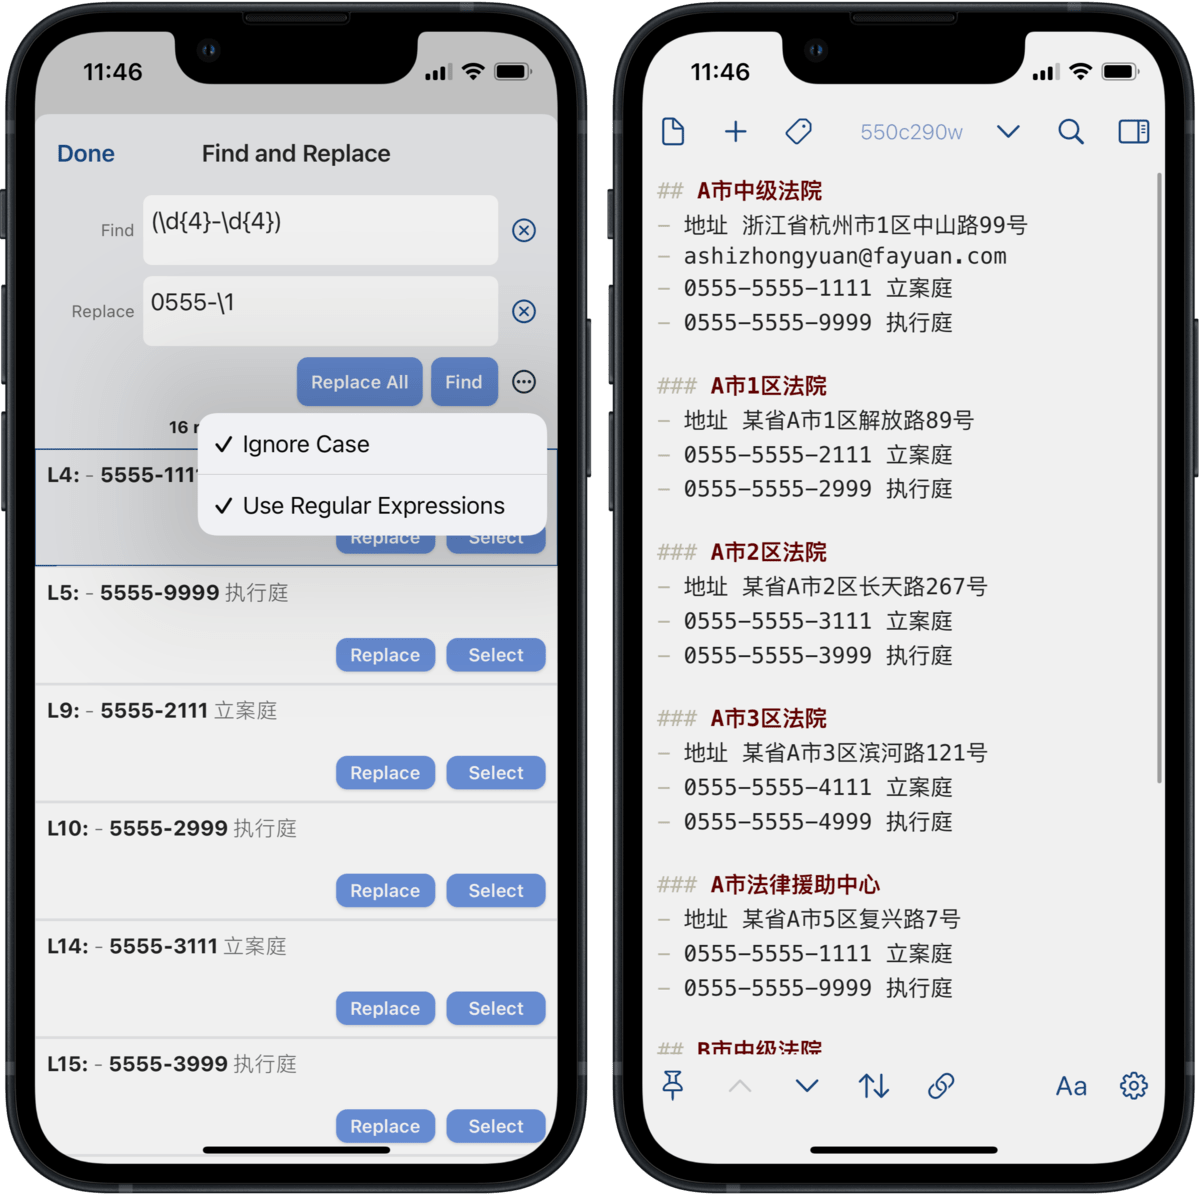 11:46
Done
Find and Replace
Find
(\d{4}-\d{4})
Replace
0555-\1
Replace All
Find
16
Ignore Case
Use Regular Expressions
L4: - 5555-111
Replace
Select
L5: - 5555-9999 执行庭
Replace
Select
L9: - 5555-2111 立案庭
Replace
Select
L10: - 5555-2999 执行庭
Replace
Select
L14: - 5555-3111 立案庭
Replace
Select
L15: - 5555-3999 执行庭
Replace
Select
11:46
550c290w
## A市中级法院
- 地址 浙江省杭州市1区中山路99号
- ashizhongyuan@fayuan.com
- 0555-5555-1111 立案庭
- 0555-5555-9999 执行庭
### A市1区法院
- 地址 某省A市1区解放路89号
- 0555-5555-2111 立案庭
- 0555-5555-2999 执行庭
### A市2区法院
- 地址 某省A市2区长天路267号
- 0555-5555-3111 立案庭
- 0555-5555-3999 执行庭
### A市3区法院
- 地址 某省A市3区滨河路121号
- 0555-5555-4111 立案庭
- 0555-5555-4999 执行庭
### A市法律援助中心
- 地址 某省A市5区复兴路7号
- 0555-5555-1111 立案庭
- 0555-5555-9999 执行庭
## B市中级法院
Aa